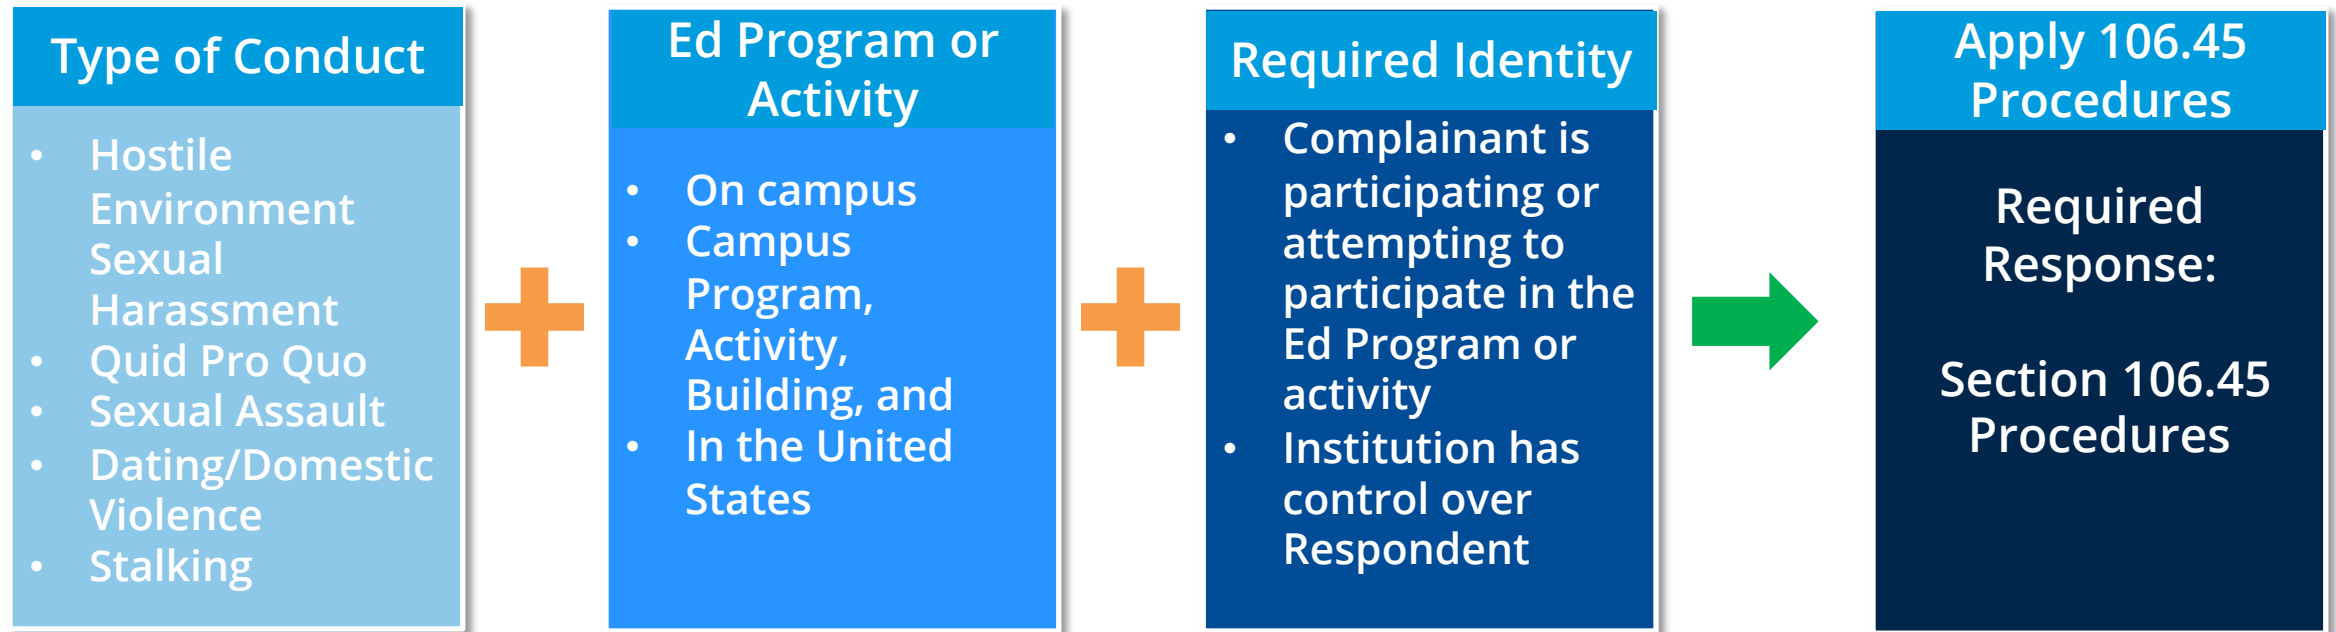 Type of Conduct
• Hostile
Environment
Sexual
Harassment
• Quid Pro Quo
• Sexual Assault
• Dating/Domestic
Violence
• Stalking
Ed Program or
Activity
• On campus
• Campus
Program,
Activity,
Building, and
• In the United
States
Required Identity
• Complainant is
participating or
attempting to
participate in the
Ed Program or
activity
• Institution has
control over
Respondent
Apply 106.45
Procedures
Required
Response:
Section 106.45
Procedures